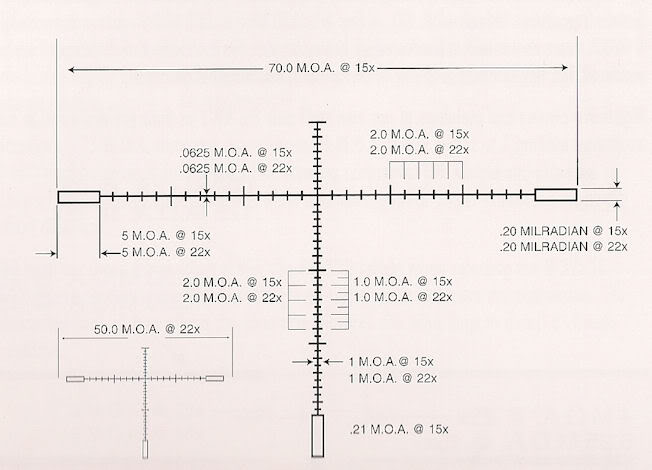 70.0 M.O.A. @ 15x
.0625 M.O.A. @ 15x
.0625 M.O.A. @ 22x
2.0 M.O.A. @ 15x
2.0 M.O.A. @ 22x
5 M.O.A. @ 15x
5 M.O.A. @ 22x
.20 MILRADIAN @ 15x
.20 MILRADIAN @ 22x
2.0 M.O.A. @ 15x
2.0 M.O.A. @ 22x
1.0 M.O.A. @ 15x
1.0 M.O.A. @ 22x
50.0 M.O.A. @ 22x
1 M.O.A.@ 15x
1 M.O.A. @ 22x
.21 M.O.A. @ 15x